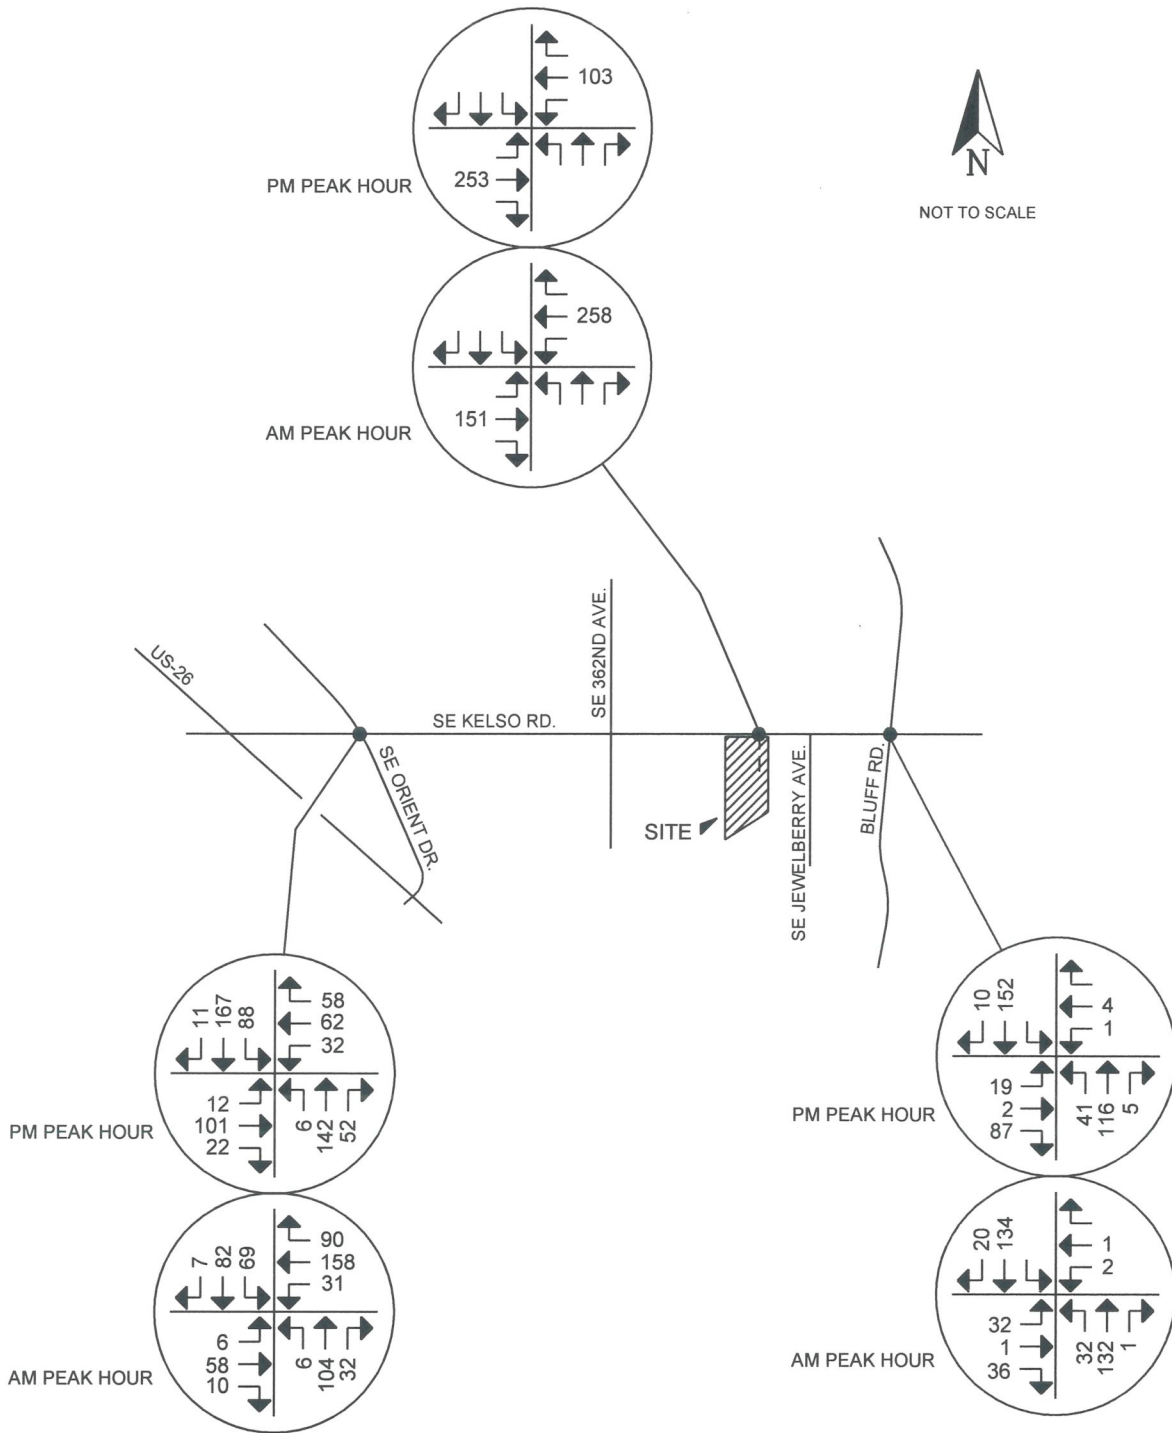 103
253
PM PEAK HOUR
N
NOT TO SCALE
258
151
AM PEAK HOUR
US-26
SE ORIENT DR.
SE KELSO RD.
SE 362ND AVE.
SITE
SE JEWELBERRY AVE.
BLUFF RD.
11 167 88
58
62
32
12
101
22
6 142 52
PM PEAK HOUR
7 82 69
90
158
31
6
58
10
6 104 32
AM PEAK HOUR
10 152
4
1
19
2
87
41 116 5
PM PEAK HOUR
20 134
1
2
32
1
36
32 132 1
AM PEAK HOUR